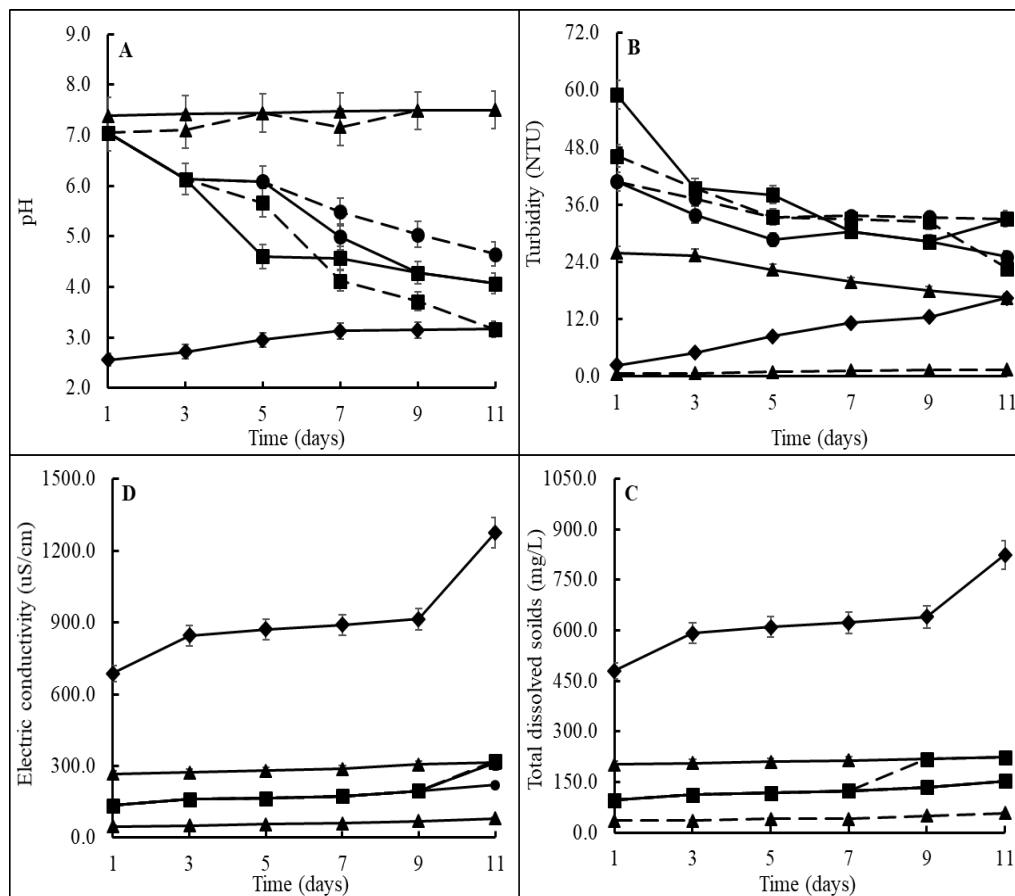 A
pH
9.0
8.0
7.0
6.0
5.0
4.0
3.0
2.0
1 3 5 7 9 11
Time (days)
B
Turbidity (NTU)
72.0
60.0
48.0
36.0
24.0
12.0
0.0
1 3 5 7 9 11
Time (days)
D
Electric conductivity (uS/cm)
1500.0
1200.0
900.0
600.0
300.0
0.0
1 3 5 7 9 11
Time (days)
C
Total dissolved soilds (mg/L)
1050.0
900.0
750.0
600.0
450.0
300.0
150.0
0.0
1 3 5 7 9 11
Time (days)